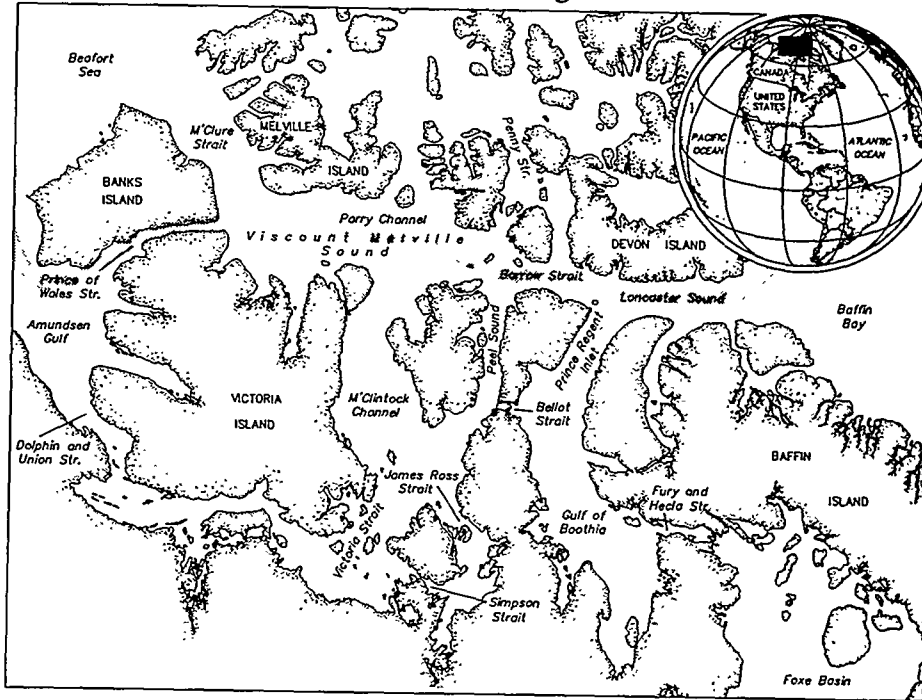 Beafort
Sea
M'Clure
Strait
MELVILLE
ISLAND
Penny Str.
CANADA
UNITED
STATES
PACIFIC
OCEAN
ATLANTIC
OCEAN
BANKS
ISLAND
Parry Channel
Viscount Melville
Sound
DEVON ISLAND
Barrow Strait
Prince of
Wales Str.
Lancaster Sound
Baffin
Bay
Amundsen
Gulf
Peel Sound
Prince Regent
Inlet
VICTORIA
ISLAND
M'Clintock
Channel
Bellot
Strait
Dolphin and
Union Str.
BAFFIN
ISLAND
James Ross
Strait
Victoria Strait
Gulf of
Boothia
Fury and
Hecla Str.
Simpson
Strait
Foxe Basin